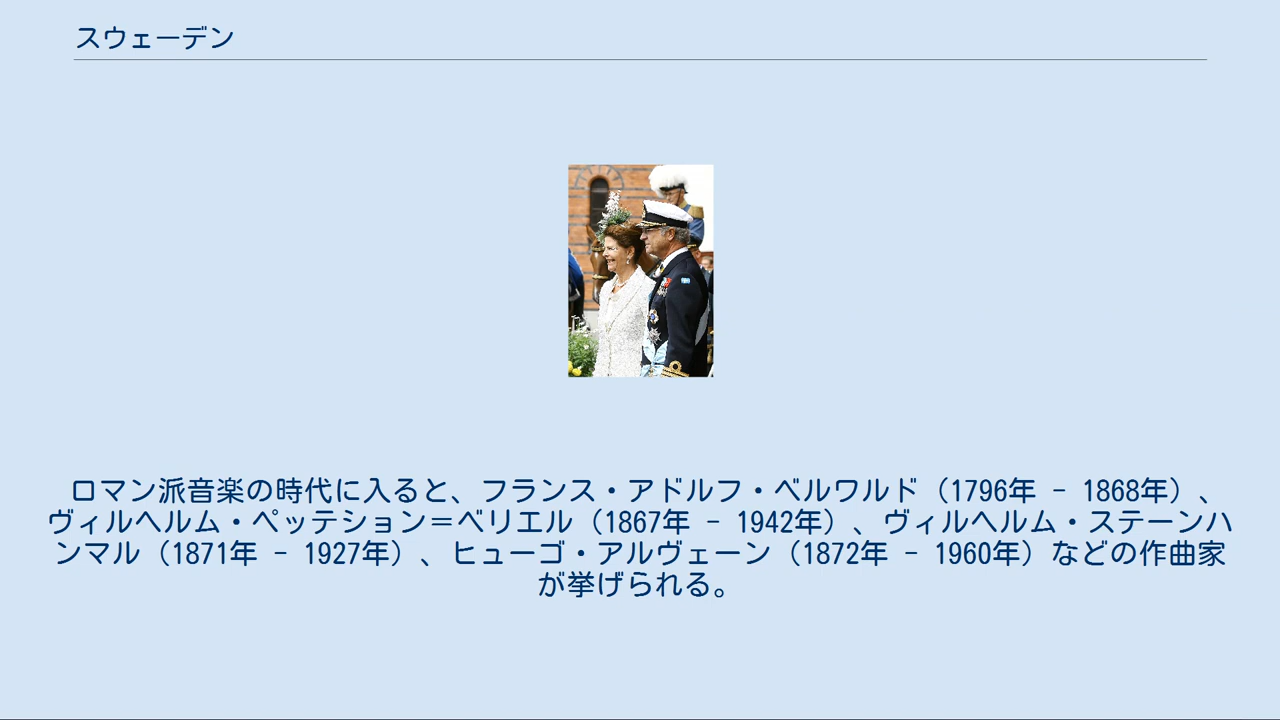 スウェーデン
ロマン派音楽の時代に入ると、フランス・アドルフ・ベルワルド（1796年 - 1868年）、
ヴィルヘルム・ペッテション＝ベリエル（1867年 - 1942年）、ヴィルヘルム・ステーンハ
ンマル（1871年 - 1927年）、ヒューゴ・アルヴェーン（1872年 - 1960年）などの作曲家
が挙げられる。